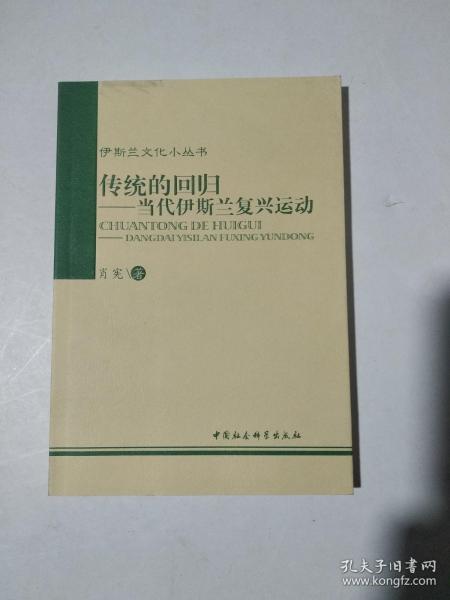 伊斯兰文化小丛书
传统的回归
——当代伊斯兰复兴运动
CHUANTONG DE HUIGUI
——DANGDAI YISILAN FUXING YUNDONG
肖宪\著
中国社会科学出版社
孔夫子旧书网
www.kongfz.com